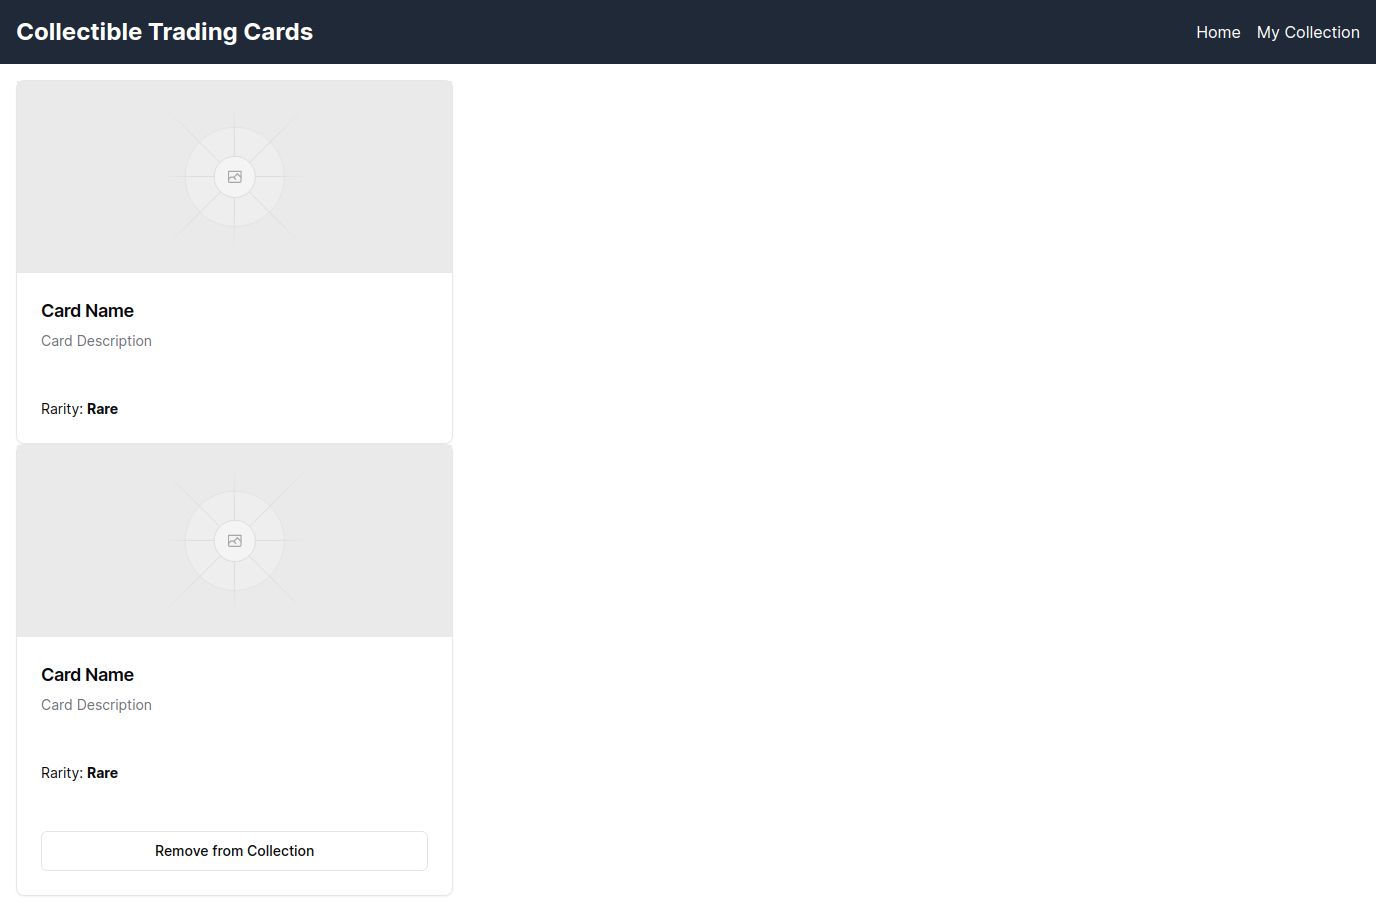 Collectible Trading Cards
Home My Collection
Card Name
Card Description
Rarity: Rare
Card Name
Card Description
Rarity: Rare
Remove from Collection